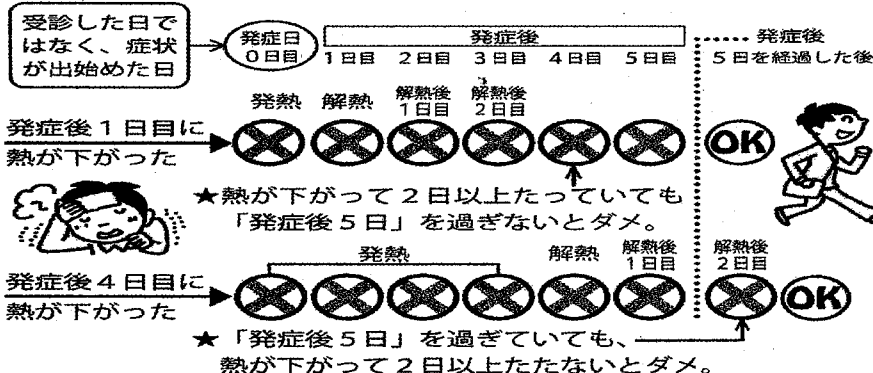 受診した日で
はなく、症状
が出始めた日
発症日
0日目
発症後
1日目 2日目 3日目 4日目 5日目
発症後
5日を経過した後
発熱 解熱 解熱後1日目 解熱後2日目
発症後1日目に
熱が下がった
OK
★熱が下がって2日以上たっていても
「発症後5日」を過ぎないとダメ。
発熱 解熱 解熱後1日目 解熱後2日目
発症後4日目に
熱が下がった
OK
★「発症後5日」を過ぎていても、
熱が下がって2日以上たたないとダメ。